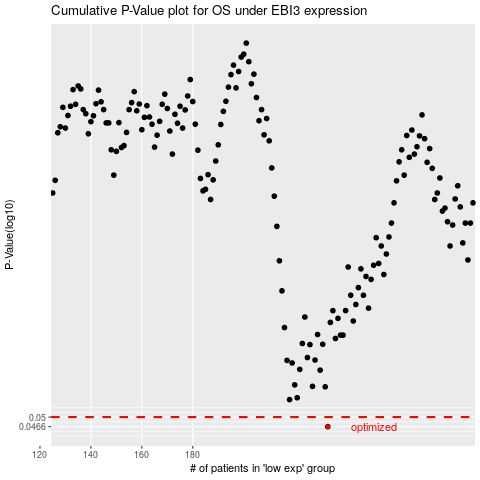 Cumulative P-Value plot for OS under EBI3 expression
P-Value(log10)
0.05
0.0466
optimized
120 140 160 180
# of patients in 'low exp' group